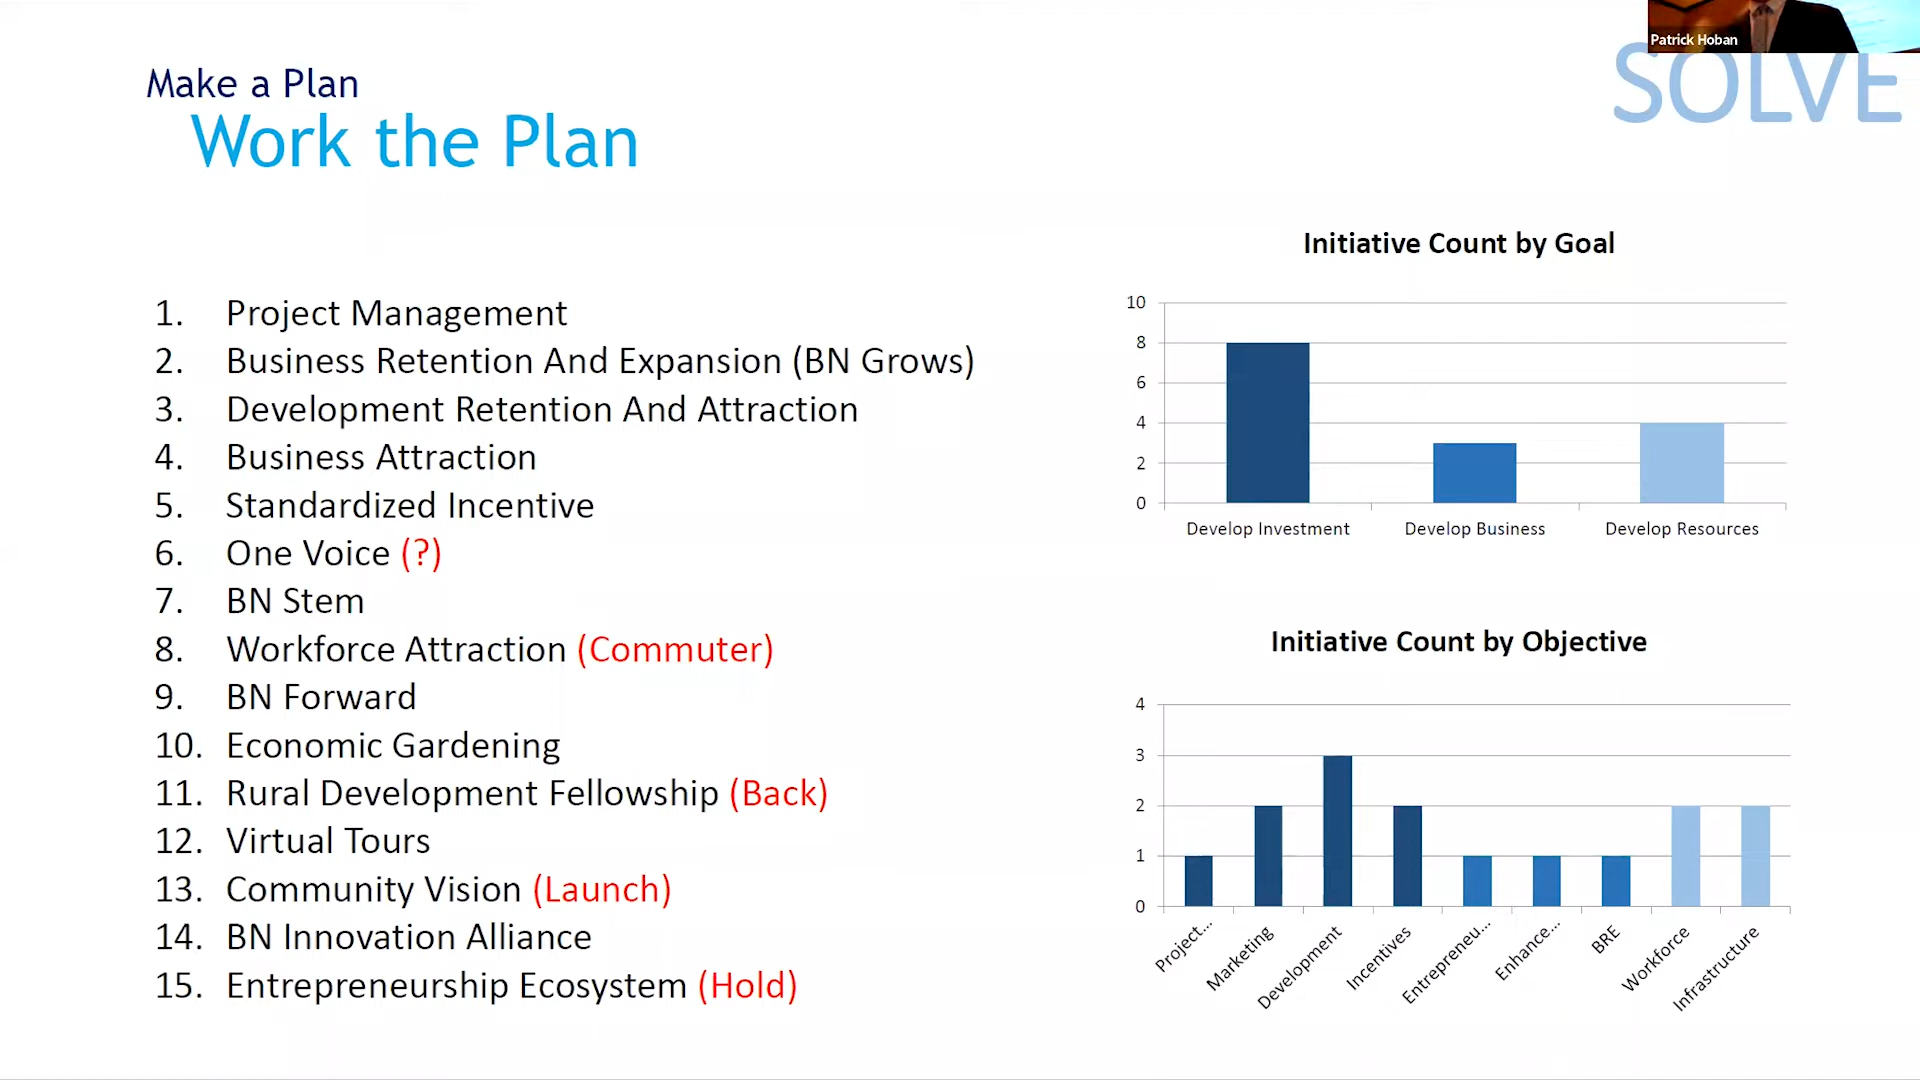 Patrick Hoban
SOLVE
Make a Plan
Work the Plan
1. Project Management
2. Business Retention And Expansion (BN Grows)
3. Development Retention And Attraction
4. Business Attraction
5. Standardized Incentive
6. One Voice (?)
7. BN Stem
8. Workforce Attraction (Commuter)
9. BN Forward
10. Economic Gardening
11. Rural Development Fellowship (Back)
12. Virtual Tours
13. Community Vision (Launch)
14. BN Innovation Alliance
15. Entrepreneurship Ecosystem (Hold)
Initiative Count by Goal
10
8
6
4
2
0
Develop Investment
Develop Business
Develop Resources
Initiative Count by Objective
4
3
2
1
0
Project...
Marketing
Development
Incentives
Entrepreneu...
Enhance...
BRE
Workforce
Infrastructure